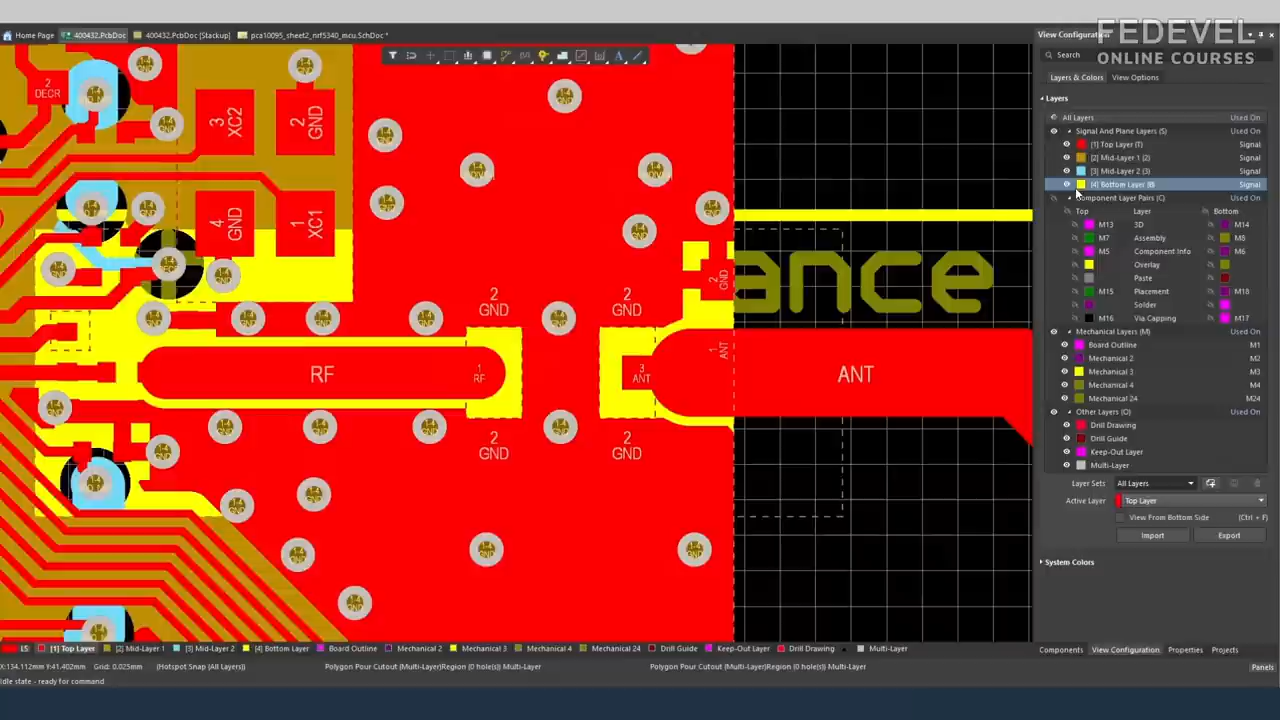 Home Page 400432.PcbDoc 400432.PcbDoc [Stackup] pca10095_sheet2_nrf5340_mcu.SchDoc *
View Configuration
FEDEVEL
ONLINE COURSES
Search
Layers & Colors View Options
Layers
All Layers Used On
Signal And Plane Layers (S) Used On
[1] Top Layer (T) Signal
[2] Mid-Layer 1 (2) Signal
[3] Mid-Layer 2 (3) Signal
[4] Bottom Layer (B) Signal
Component Layer Pairs (C) Used On
Top Layer Bottom
M13 3D M14
M7 Assembly M8
M5 Component Info M6
Overlay
Paste
M15 Placement M18
Solder
M16 Via Capping M17
Mechanical Layers (M) Used On
Board Outline M1
Mechanical 2 M2
Mechanical 3 M3
Mechanical 4 M4
Mechanical 24 M24
Other Layers (O) Used On
Drill Drawing
Drill Guide
Keep-Out Layer
Multi-Layer
Layer Sets All Layers
Active Layer Top Layer
View From Bottom Side (Ctrl + F)
Import Export
System Colors
2
DECR
3
XC2
2
GND
4
GND
1
XC1
2
GND
2
GND
2
GND
ance
RF
1
RF
3
ANT
1
ANT
ANT
2
GND
2
GND
LS [1] Top Layer [2] Mid-Layer 1 [3] Mid-Layer 2 [4] Bottom Layer Board Outline Mechanical 2 Mechanical 3 Mechanical 4 Mechanical 24 Drill Guide Keep-Out Layer Drill Drawing Multi-Layer
Components View Configuration Properties Projects
X:134.112mm Y:41.402mm Grid: 0.025mm (Hotspot Snap (All Layers)) Polygon Pour Cutout (Multi-Layer)Region (0 hole(s)) Multi-Layer Polygon Pour Cutout (Multi-Layer)Region (0 hole(s)) Multi-Layer
Panels
Idle state - ready for command